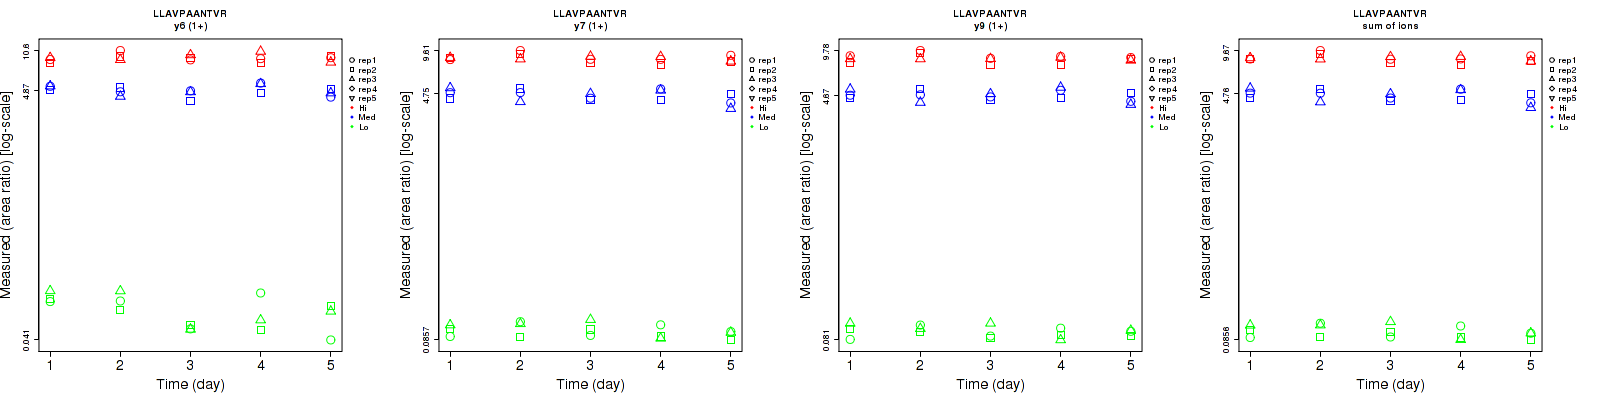 LLAVPAANTVR
y6 (1+)
Measured (area ratio) [log-scale]
10.6
4.87
0.041
1 2 3 4 5
Time (day)
rep1
rep2
rep3
rep4
rep5
Hi
Med
Lo
LLAVPAANTVR
y7 (1+)
Measured (area ratio) [log-scale]
9.61
4.75
0.0857
1 2 3 4 5
Time (day)
rep1
rep2
rep3
rep4
rep5
Hi
Med
Lo
LLAVPAANTVR
y9 (1+)
Measured (area ratio) [log-scale]
9.78
4.67
0.081
1 2 3 4 5
Time (day)
rep1
rep2
rep3
rep4
rep5
Hi
Med
Lo
LLAVPAANTVR
sum of ions
Measured (area ratio) [log-scale]
9.67
4.76
0.0856
1 2 3 4 5
Time (day)
rep1
rep2
rep3
rep4
rep5
Hi
Med
Lo